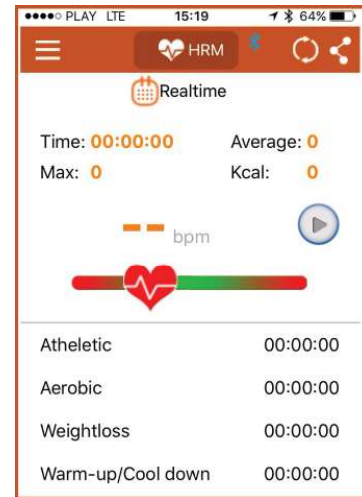 PLAY LTE 15:19 64%
HRM
Realtime
Time: 00:00:00 Average: 0
Max: 0 Kcal: 0
-- bpm
Atheletic 00:00:00
Aerobic 00:00:00
Weightloss 00:00:00
Warm-up/Cool down 00:00:00